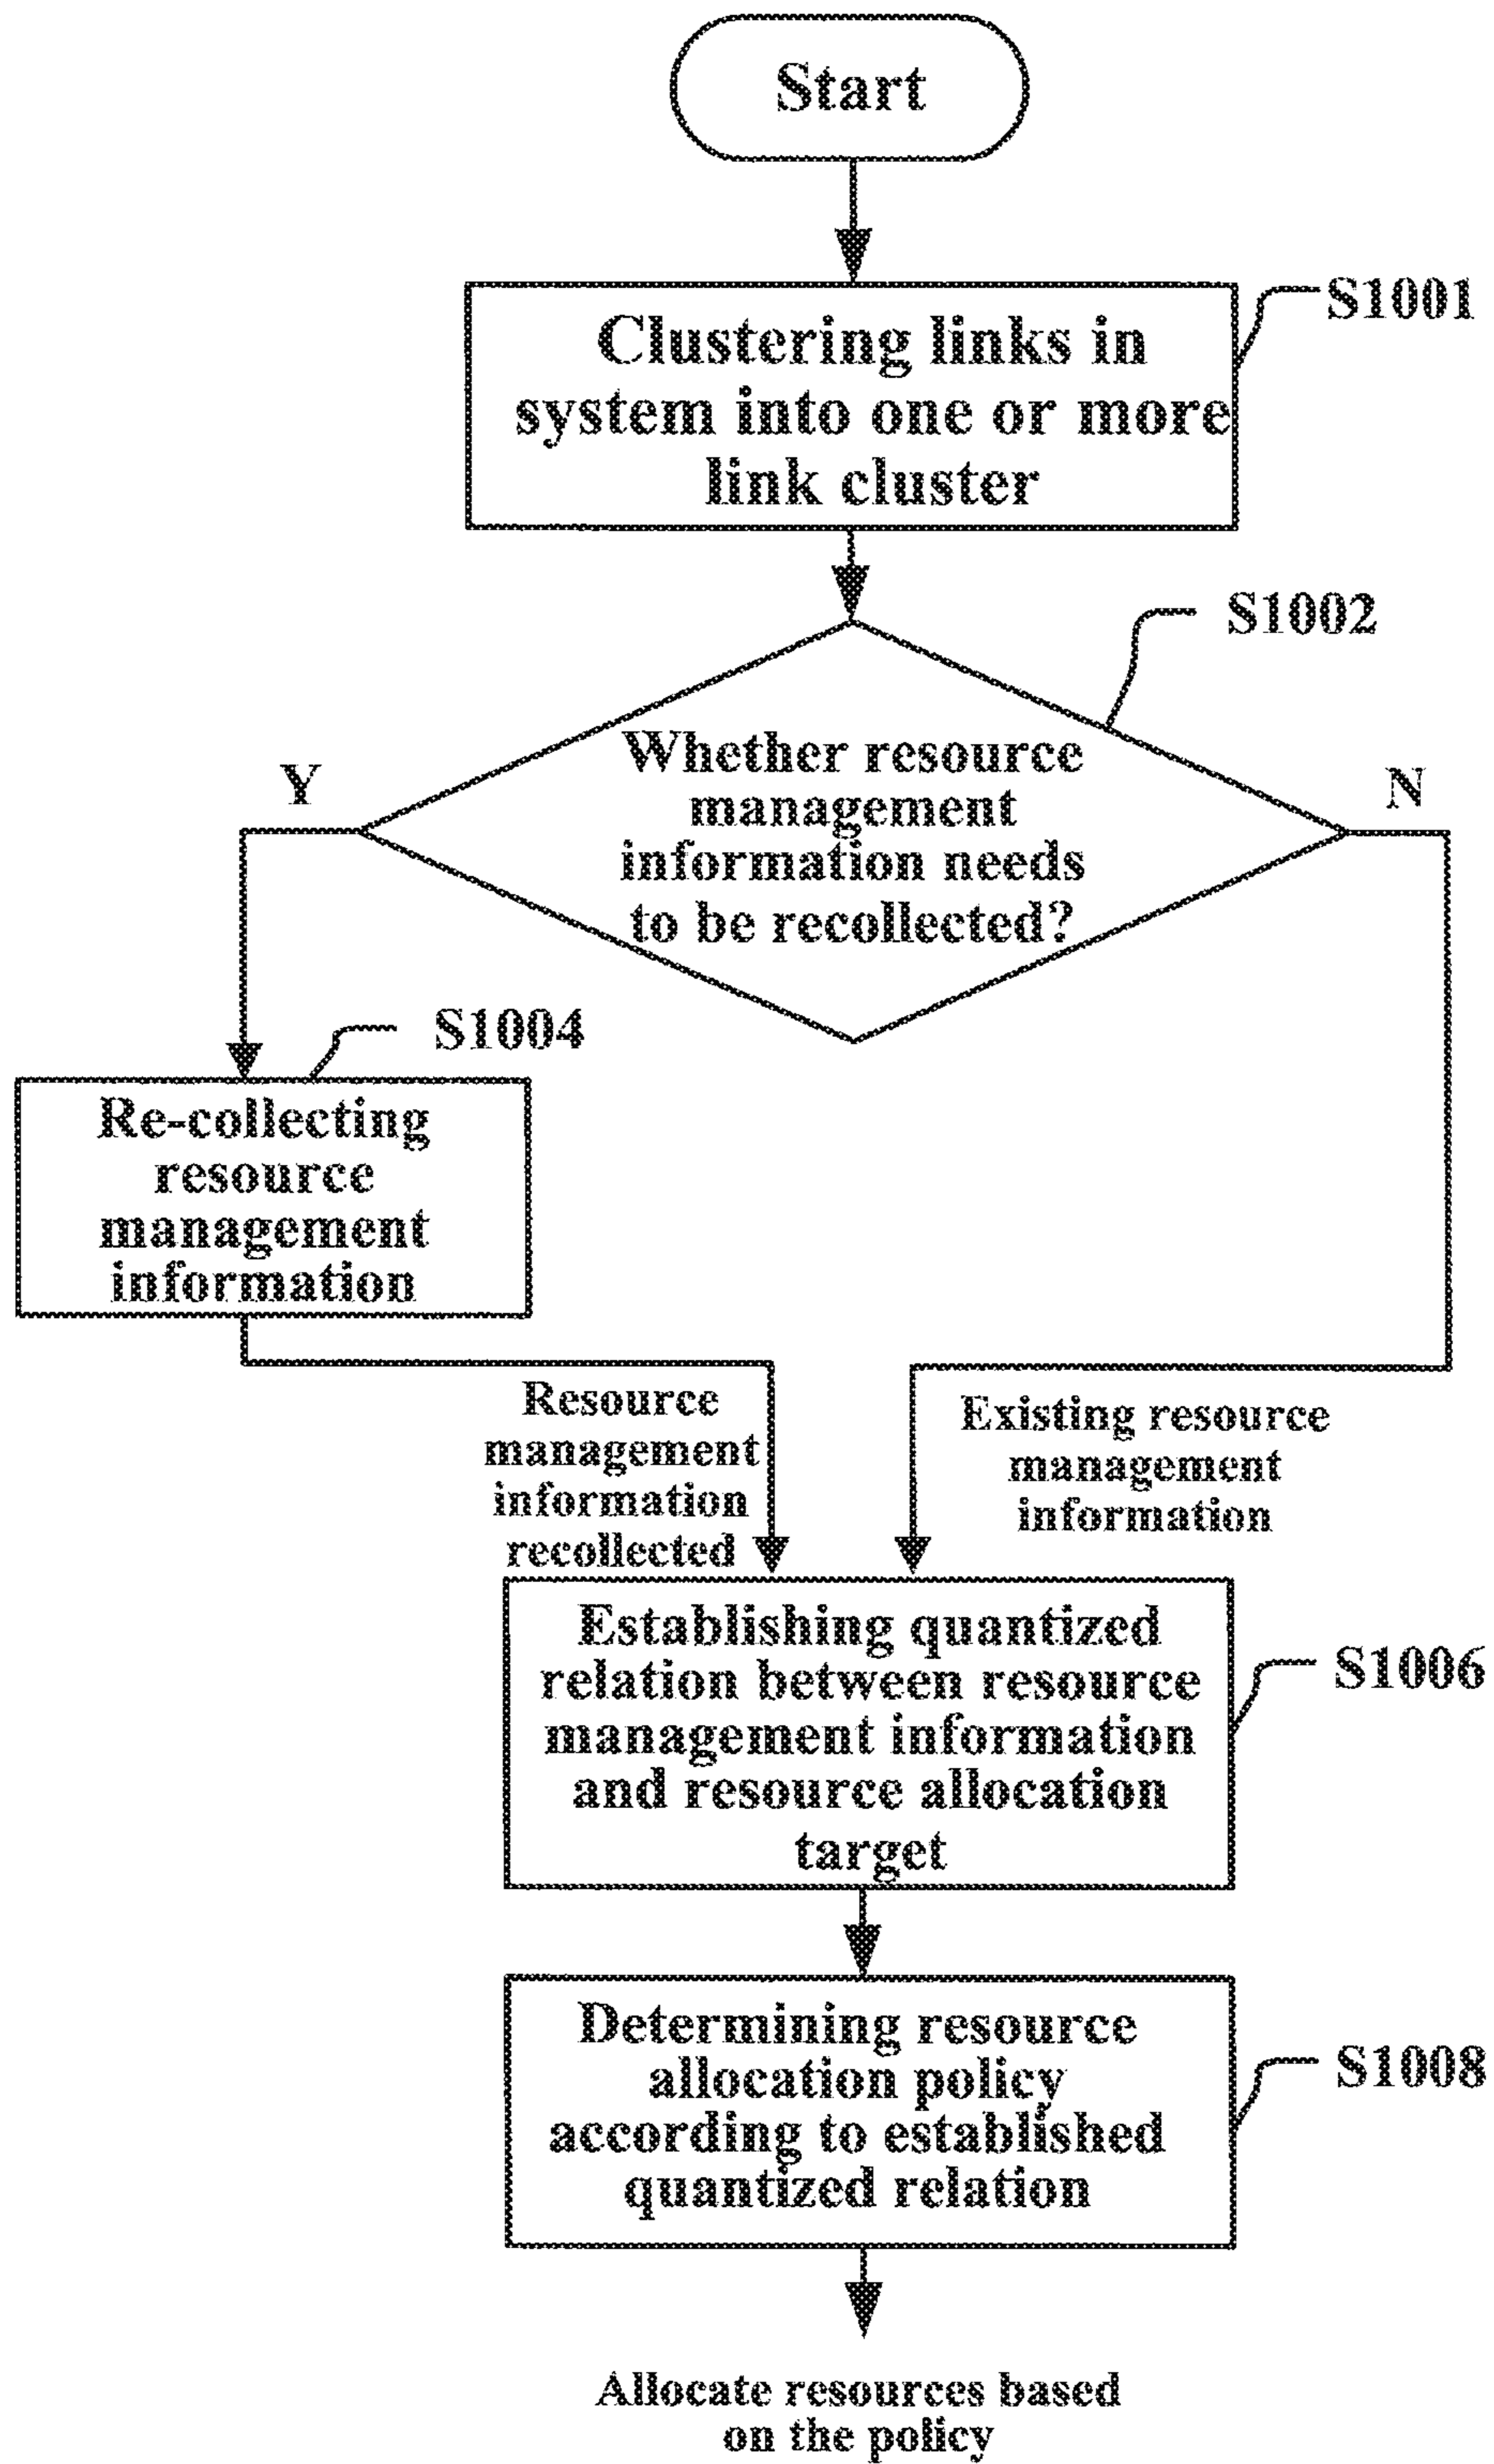 Start
S1001
Clustering links in
system into one or more
link cluster
S1002
Whether resource
management
information needs
to be recollected?
Y
N
S1004
Re-collecting
resource
management
information
Resource
management
information
recollected
Existing resource
management
information
Establishing quantized
relation between resource
management information
and resource allocation
target
S1006
Determining resource
allocation policy
according to established
quantized relation
S1008
Allocate resources based
on the policy